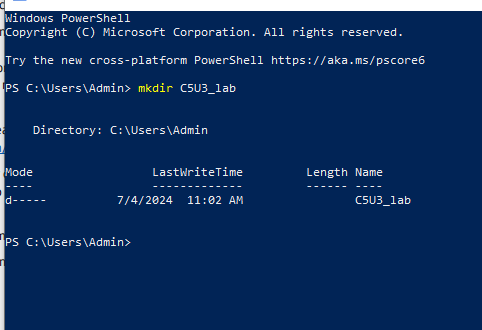 Windows PowerShell
Copyright (C) Microsoft Corporation. All rights reserved.
Try the new cross-platform PowerShell https://aka.ms/pscore6
PS C:\Users\Admin> mkdir C5U3_lab
Directory: C:\Users\Admin
Mode LastWriteTime Length Name
---- ------------- ------ ----
d----- 7/4/2024 11:02 AM C5U3_lab
PS C:\Users\Admin>